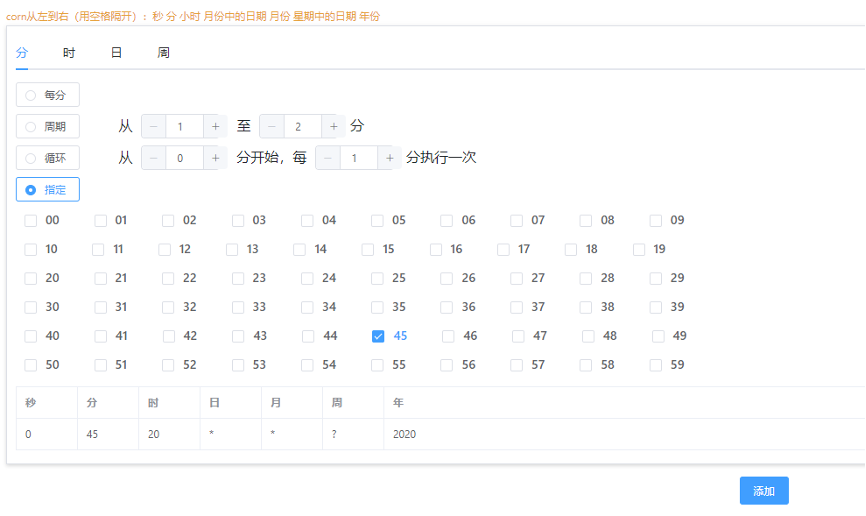 corn从左到右（用空格隔开）：秒 分 小时 月份中的日期 月份 星期中的日期 年份
分 时 日 周
每分
周期 从 − 1 + 至 − 2 + 分
循环 从 − 0 + 分开始，每 − 1 + 分执行一次
指定
00 01 02 03 04 05 06 07 08 09
10 11 12 13 14 15 16 17 18 19
20 21 22 23 24 25 26 27 28 29
30 31 32 33 34 35 36 37 38 39
40 41 42 43 44 45 46 47 48 49
50 51 52 53 54 55 56 57 58 59
秒 分 时 日 月 周 年
0 45 20 * * ? 2020
添加